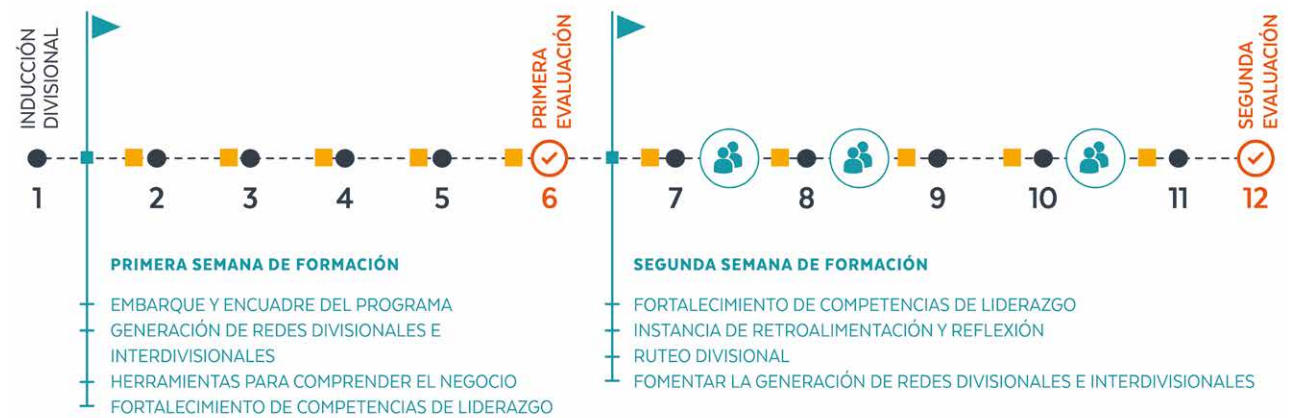 INDUCCIÓN
DIVISIONAL
PRIMERA
EVALUACIÓN
SEGUNDA
EVALUACIÓN
1 2 3 4 5 6 7 8 9 10 11 12
PRIMERA SEMANA DE FORMACIÓN
EMBARQUE Y ENCUADRE DEL PROGRAMA
GENERACIÓN DE REDES DIVISIONALES E
INTERDIVISIONALES
HERRAMIENTAS PARA COMPRENDER EL NEGOCIO
FORTALECIMIENTO DE COMPETENCIAS DE LIDERAZGO
SEGUNDA SEMANA DE FORMACIÓN
FORTALECIMIENTO DE COMPETENCIAS DE LIDERAZGO
INSTANCIA DE RETROALIMENTACIÓN Y REFLEXIÓN
RUTEO DIVISIONAL
FOMENTAR LA GENERACIÓN DE REDES DIVISIONALES E INTERDIVISIONALES